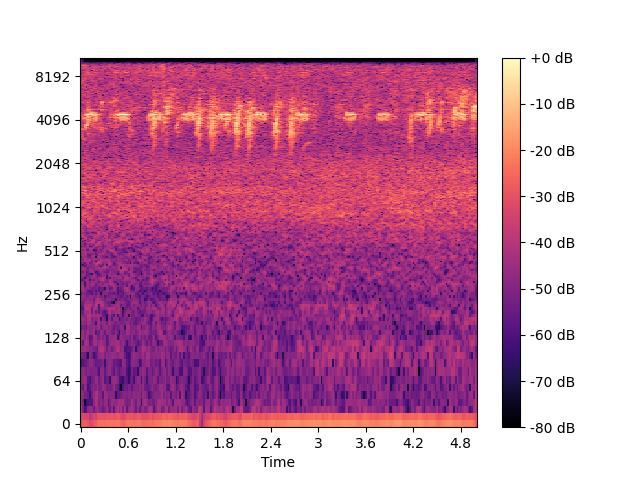 8192
4096
2048
1024
512
256
128
64
0
Hz
0 0.6 1.2 1.8 2.4 3 3.6 4.2 4.8
Time
+0 dB
-10 dB
-20 dB
-30 dB
-40 dB
-50 dB
-60 dB
-70 dB
-80 dB